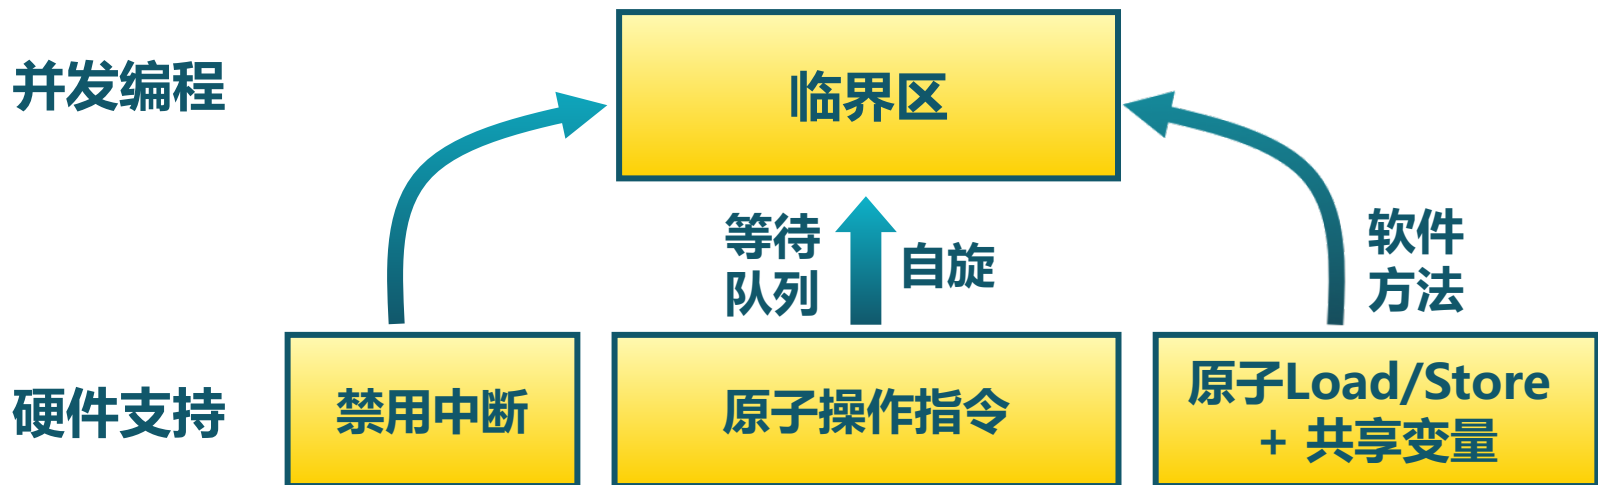 并发编程
临界区
等待
队列
自旋
软件
方法
硬件支持
禁用中断
原子操作指令
原子Load/Store
+ 共享变量